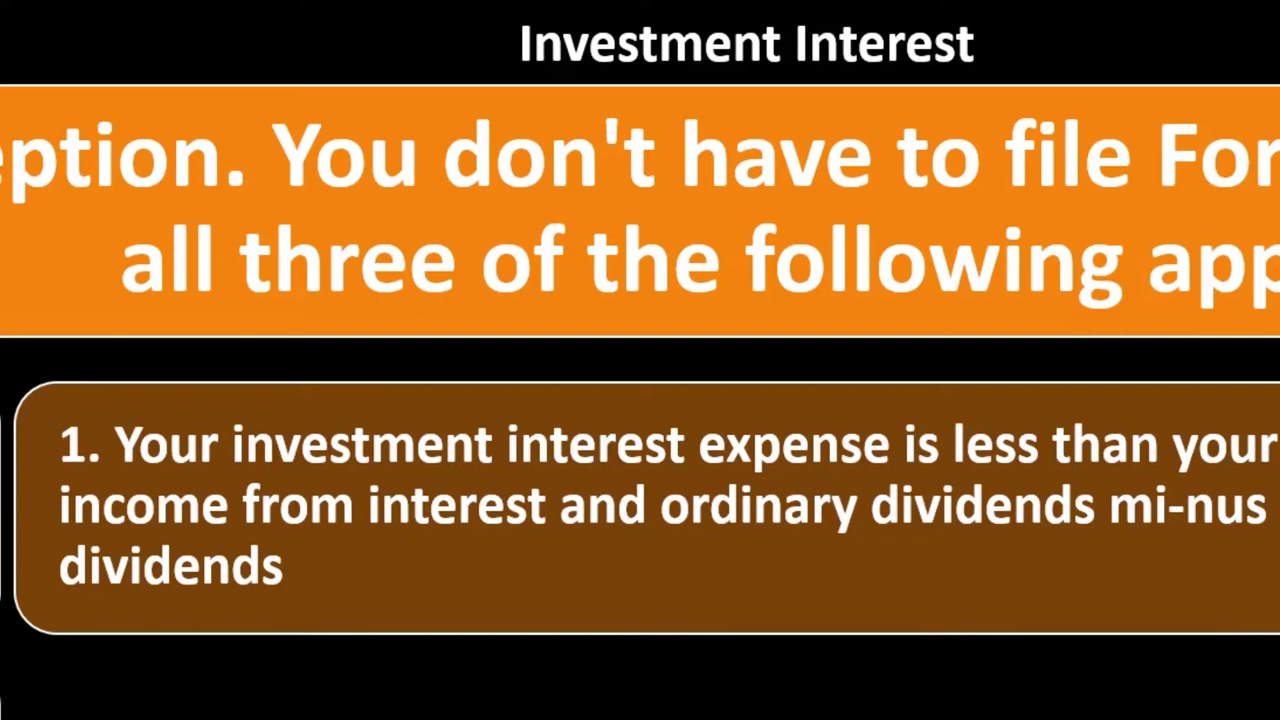 Investment Interest
eption. You don't have to file For
all three of the following app
1. Your investment interest expense is less than your
income from interest and ordinary dividends mi-nus
dividends